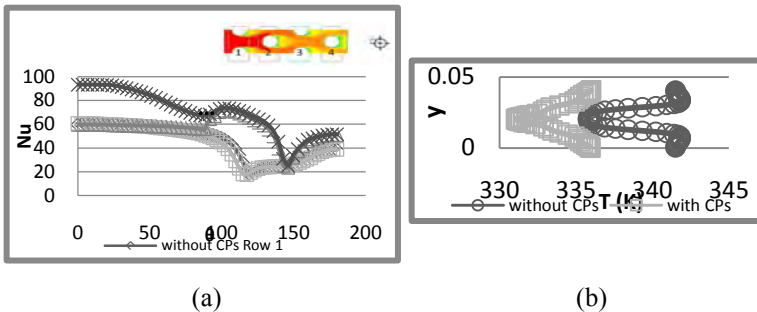 1 2 3 4
100
80
60
40
20
0
Nu
0 50 100 150 200
θ
without CPs Row 1
(a)
0.05
0
y
330 335 340 345
T (K)
without CPs with CPs
(b)